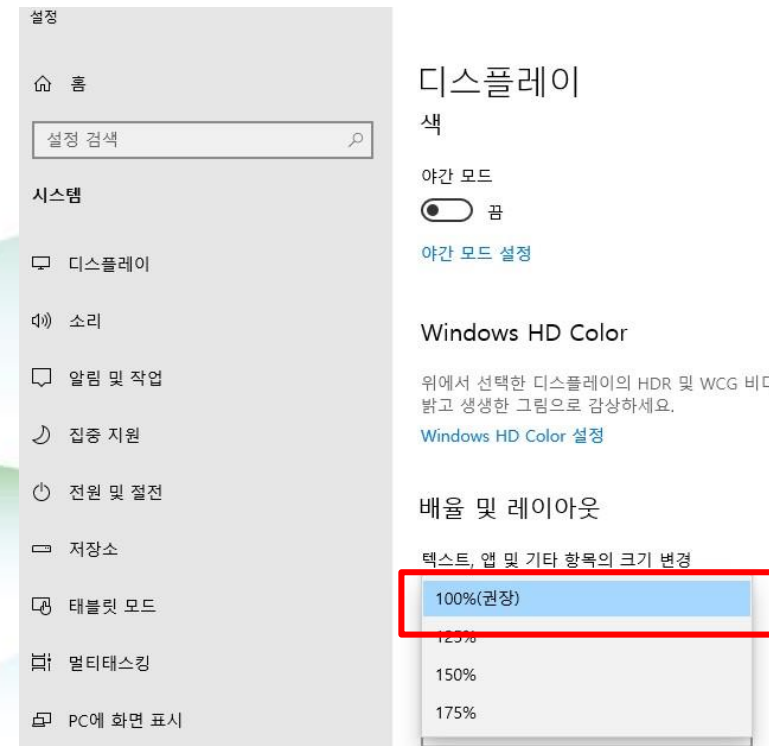 설정
홈
설정 검색
시스템
디스플레이
소리
알림 및 작업
집중 지원
전원 및 절전
저장소
태블릿 모드
멀티태스킹
PC에 화면 표시
디스플레이
색
야간 모드
끔
야간 모드 설정
Windows HD Color
위에서 선택한 디스플레이의 HDR 및 WCG
밝고 생생한 그림으로 감상하세요.
Windows HD Color 설정
배율 및 레이아웃
텍스트, 앱 및 기타 항목의 크기 변경
100%(권장)
125%
150%
175%